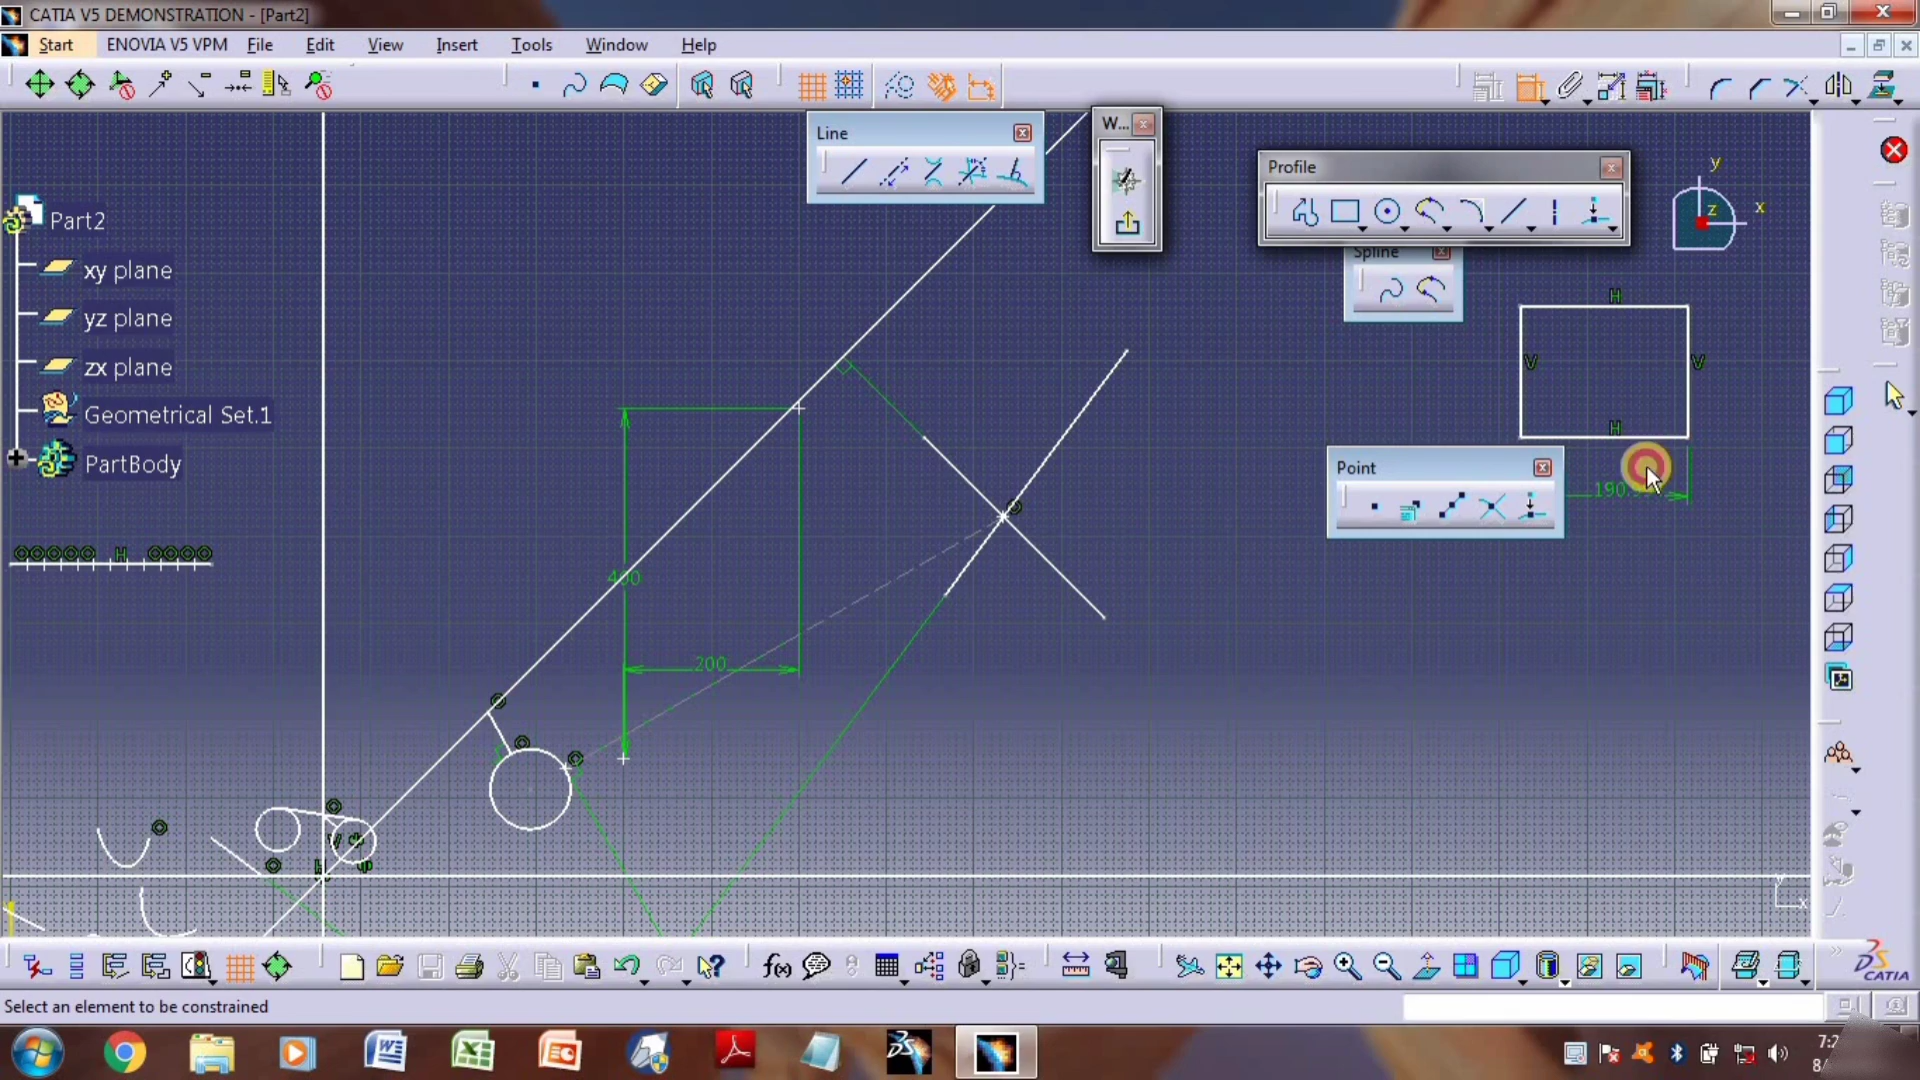 CATIA V5 DEMONSTRATION - [Part2]
Start ENOVIA V5 VPM File Edit View Insert Tools Window Help
Line
W...
Profile
Spline
Point
Part2
xy plane
yz plane
zx plane
Geometrical Set.1
PartBody
y
z
x
H
V
V
H
400
200
H
V
H
y
x
f(x)
CATIA
Select an element to be constrained